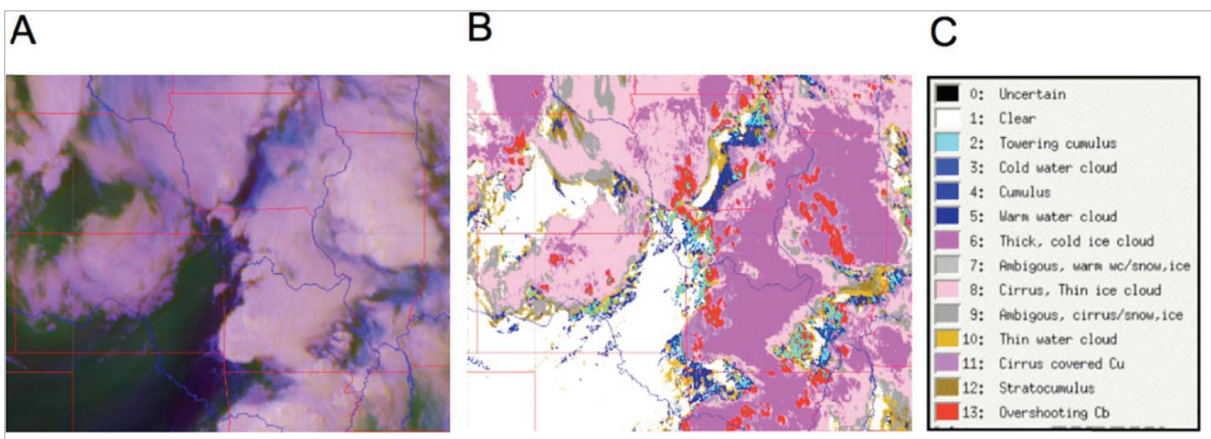 A
B
C
0: Uncertain
1: Clear
2: Towering cumulus
3: Cold water cloud
4: Cumulus
5: Warm water cloud
6: Thick, cold ice cloud
7: Ambigous, warm wc/snow,ice
8: Cirrus, Thin ice cloud
9: Ambigous, cirrus/snow,ice
10: Thin water cloud
11: Cirrus covered Cu
12: Stratocumulus
13: Overshooting Cb